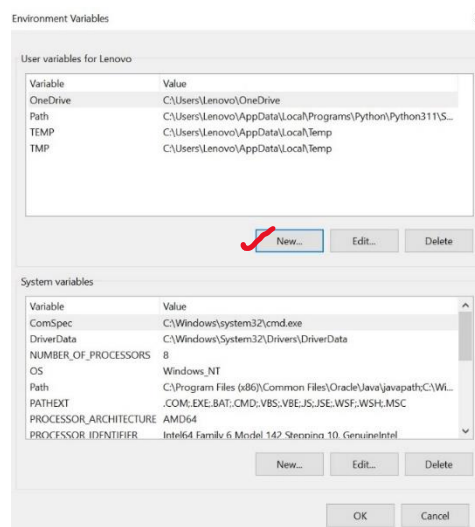 Environment Variables
User variables for Lenovo
Variable Value
OneDrive C:\Users\Lenovo\OneDrive
Path C:\Users\Lenovo\AppData\Local\Programs\Python\Python311\S...
TEMP C:\Users\Lenovo\AppData\Local\Temp
TMP C:\Users\Lenovo\AppData\Local\Temp
New... Edit... Delete
System variables
Variable Value
ComSpec C:\Windows\system32\cmd.exe
DriverData C:\Windows\System32\Drivers\DriverData
NUMBER_OF_PROCESSORS 8
OS Windows_NT
Path C:\Program Files (x86)\Common Files\Oracle\Java\javapath;C:\Wi...
PATHEXT .COM;.EXE;.BAT;.CMD;.VBS;.VBE;.JS;.JSE;.WSF;.WSH;.MSC
PROCESSOR_ARCHITECTURE AMD64
PROCESSOR_IDENTIFIER Intel64 Family 6 Model 142 Stepping 10, GenuineIntel
New... Edit... Delete
OK Cancel